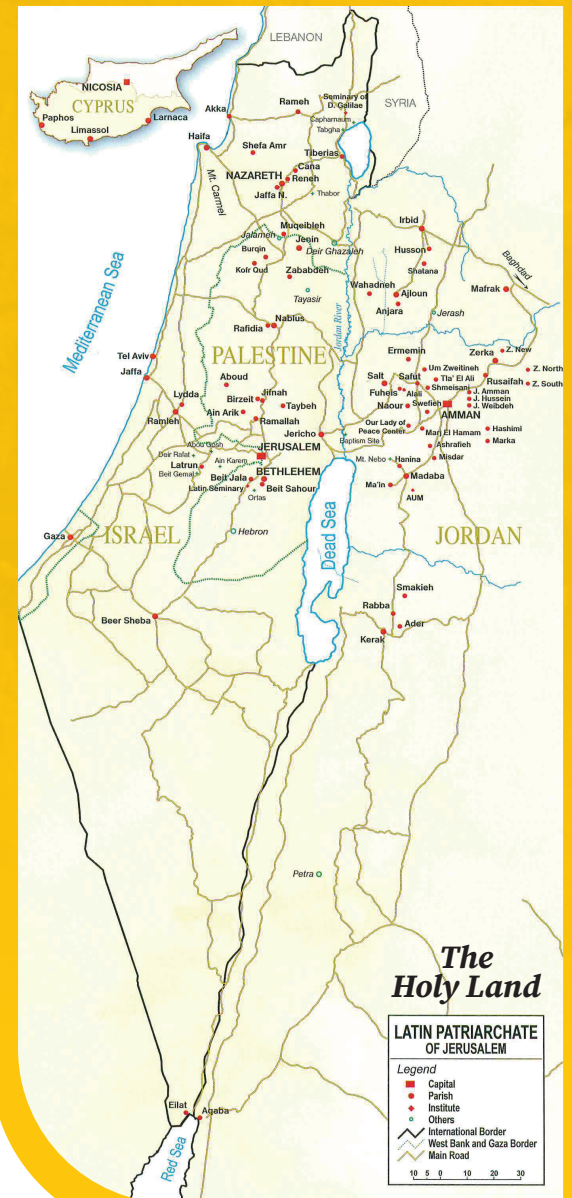 LEBANON
NICOSIA
CYPRUS
Paphos
Larnaca
Limassol
SYRIA
Seminary of
D. Galilae
Rameh
Akka
Capharnaum
Tabgha
Haifa
Shefa Amr
Tiberias
Cana
NAZARETH
Reneh
Jaffa N.
Thabor
Mt. Carmel
Muqeibleh
Jalameh
Jenin
Deir Ghazaleh
Burqin
Kofr Qud
Zababdeh
Tayasir
Irbid
Husson
Shatana
Baghdad
Wahadneh
Ajloun
Mafrak
Anjara
Jerash
Mediterranean Sea
Jordan River
Nablus
Rafidia
PALESTINE
Tel Aviv
Jaffa
Ermemin
Zerka
Z. New
Um Zweitineh
Z. North
Salt
Safut
Tla' El Ali
Rusaifah
Z. South
Fuheis
Alali
Shmeisani
J. Amman
J. Hussein
J. Weibdeh
Naour
Swefieh
AMMAN
Aboud
Jifnah
Birzeit
Taybeh
Lydda
Ramleh
Ain Arik
Ramallah
Our Lady of
Peace Center
Marj El Hamam
Hashimi
Marka
Jericho
Baptism Site
Ashrafieh
Misdar
Abou Gosh
JERUSALEM
Deir Rafat
Ain Karem
Latrun
Beit Gemal
BETHLEHEM
Beit Jala
Beit Sahour
Latin Seminary
Ortas
Mt. Nebo
Hanina
Madaba
Ma'in
AUM
Gaza
ISRAEL
Hebron
Dead Sea
JORDAN
Smakieh
Rabba
Ader
Kerak
Beer Sheba
Petra
Eilat
Aqaba
Red Sea
The
Holy Land
LATIN PATRIARCHATE
OF JERUSALEM
Legend
Capital
Parish
Institute
Others
International Border
West Bank and Gaza Border
Main Road
10 5 0 10 20 30